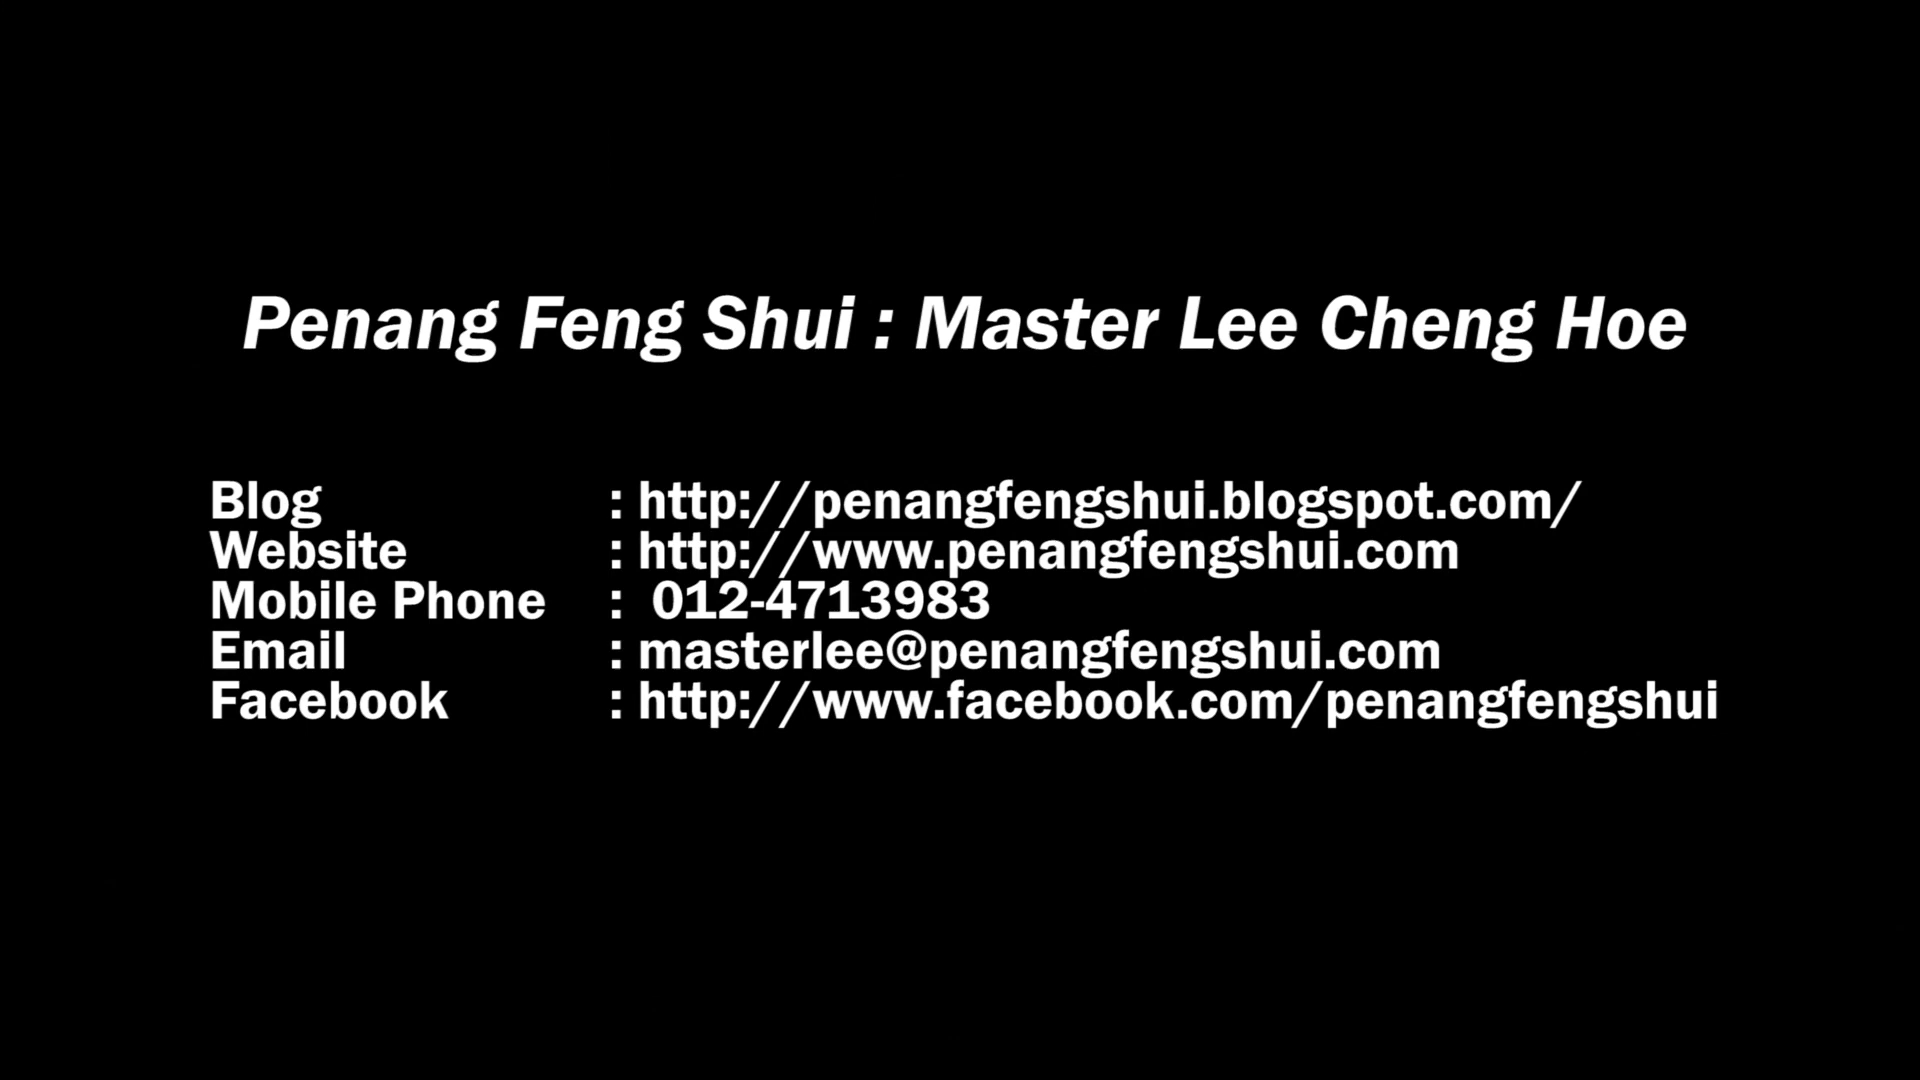 Penang Feng Shui : Master Lee Cheng Hoe
Blog : http://penangfengshui.blogspot.com/
Website : http://www.penangfengshui.com
Mobile Phone : 012-4713983
Email : masterlee@penangfengshui.com
Facebook : http://www.facebook.com/penangfengshui